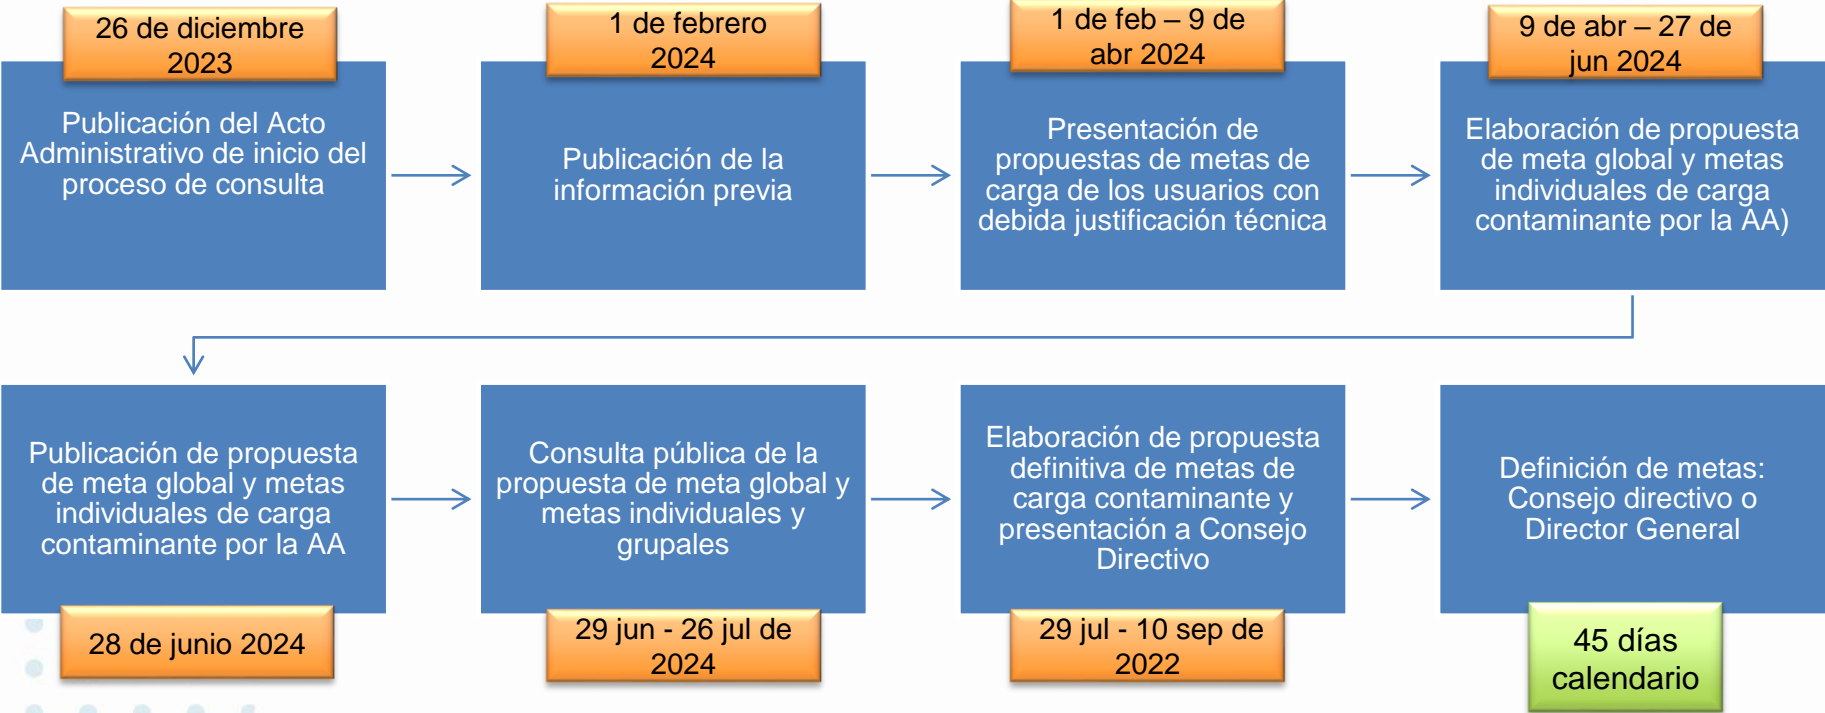 26 de diciembre
2023
Publicación del Acto
Administrativo de inicio del
proceso de consulta
1 de febrero
2024
Publicación de la
información previa
1 de feb – 9 de
abr 2024
Presentación de
propuestas de metas de
carga de los usuarios con
debida justificación técnica
9 de abr – 27 de
jun 2024
Elaboración de propuesta
de meta global y metas
individuales de carga
contaminante por la AA)
Publicación de propuesta
de meta global y metas
individuales de carga
contaminante por la AA
28 de junio 2024
Consulta pública de la
propuesta de meta global y
metas individuales y
grupales
29 jun - 26 jul de
2024
Elaboración de propuesta
definitiva de metas de
carga contaminante y
presentación a Consejo
Directivo
29 jul - 10 sep de
2022
Definición de metas:
Consejo directivo o
Director General
45 días
calendario